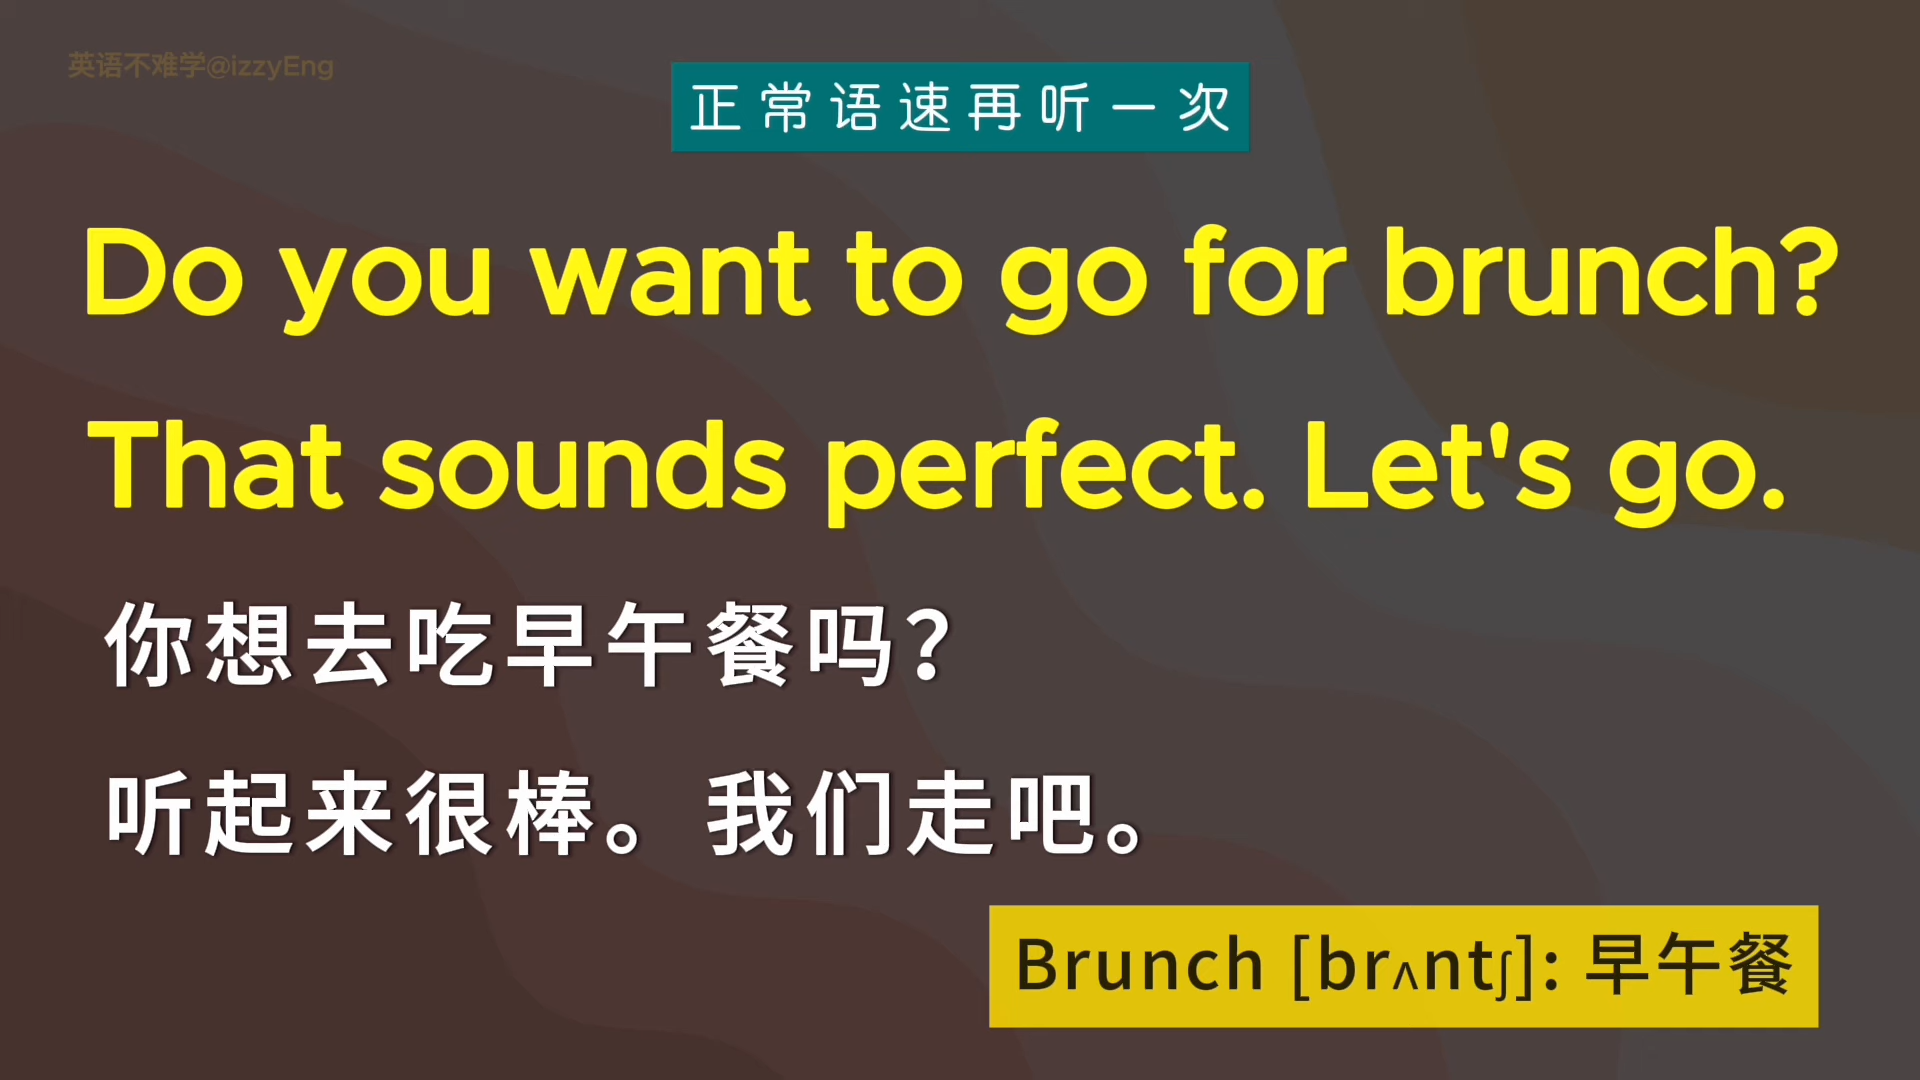 英语不难学@izzyEng
正常语速再听一次
Do you want to go for brunch?
That sounds perfect. Let's go.
你想去吃早午餐吗？
听起来很棒。我们走吧。
Brunch [brʌntʃ]: 早午餐